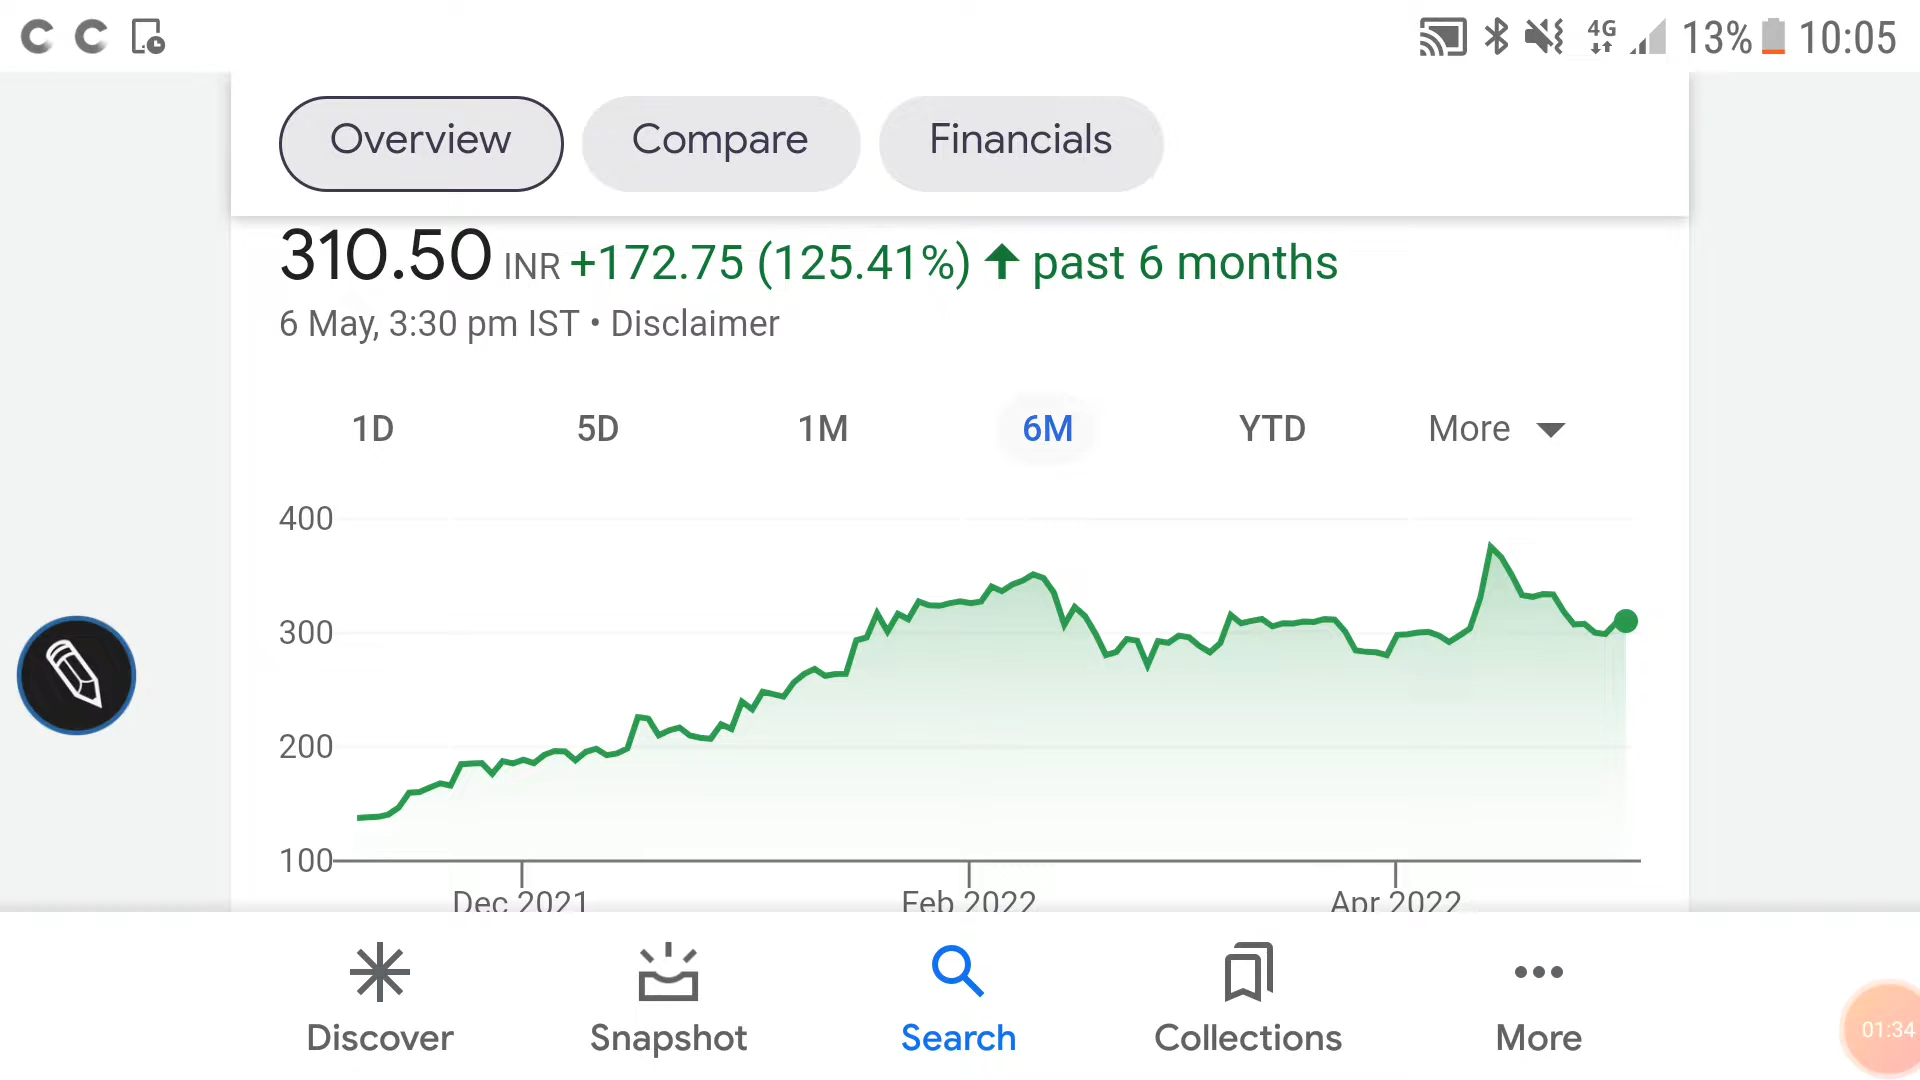 4G 13% 10:05
Overview Compare Financials
310.50 INR +172.75 (125.41%) past 6 months
6 May, 3:30 pm IST • Disclaimer
1D 5D 1M 6M YTD More
400
300
200
100
Dec 2021 Feb 2022 Apr 2022
Discover Snapshot Search Collections More
01:34